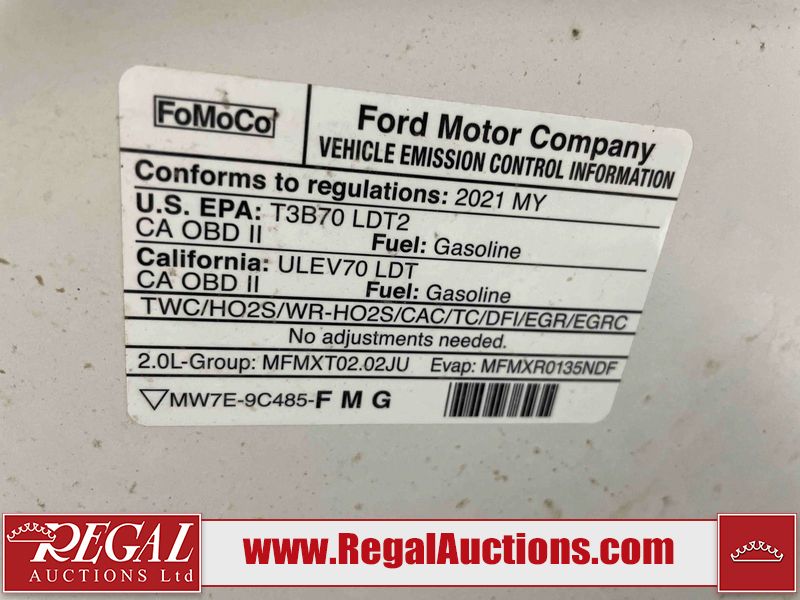 FoMoCo
Ford Motor Company
VEHICLE EMISSION CONTROL INFORMATION
Conforms to regulations: 2021 MY
U.S. EPA: T3B70 LDT2
CA OBD II Fuel: Gasoline
California: ULEV70 LDT
CA OBD II Fuel: Gasoline
TWC/HO2S/WR-HO2S/CAC/TC/DFI/EGR/EGRC
No adjustments needed.
2.0L-Group: MFMXT02.02JU Evap: MFMXR0135NDF
▽MW7E-9C485-F M G
REGAL
AUCTIONS Ltd
www.RegalAuctions.com